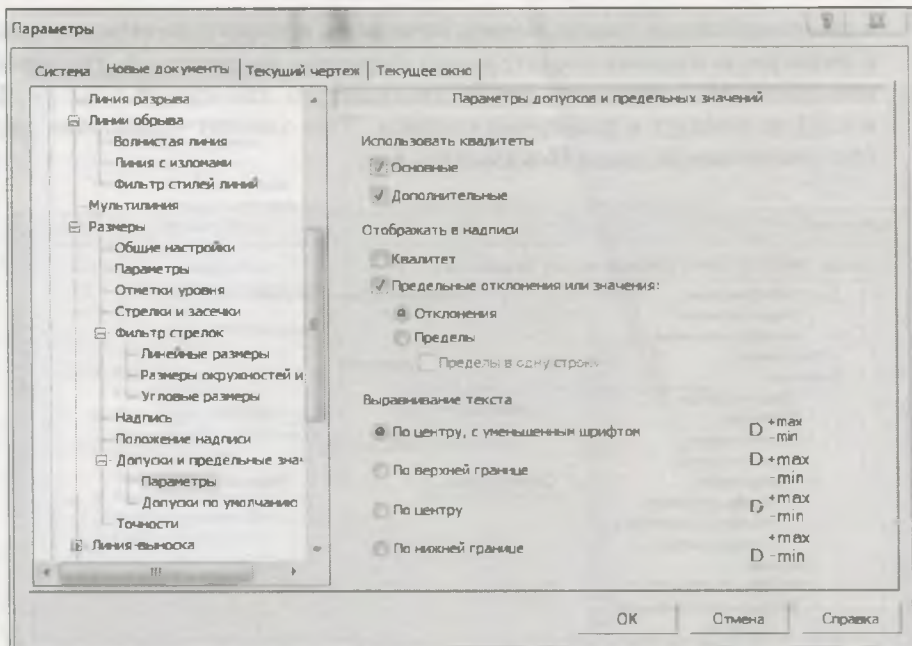 Параметры
Система Новые документы Текущий чертеж Текущее окно
Линия разрыва
Линии обрыва
Волнистая линия
Линия с изломами
Фильтр стилей линий
Мультилиния
Размеры
Общие настройки
Параметры
Отметки уровня
Стрелки и засечки
Фильтр стрелок
Линейные размеры
Размеры окружностей и
Угловые размеры
Надпись
Положение надписи
Допуски и предельные зна
Параметры
Допуски по умолчанию
Точности
Линия-выноска
Параметры допусков и предельных значений
Использовать квалитеты
Основные
Дополнительные
Отображать в надписи
Квалитет
Предельные отклонения или значения:
Отклонения
Пределы
Пределы в одну строку
Выравнивание текста
По центру, с уменьшенным шрифтом
D +max
-min
По верхней границе
D +max
-min
По центру
D +max
-min
По нижней границе
+max
D -min
OK Отмена Справка